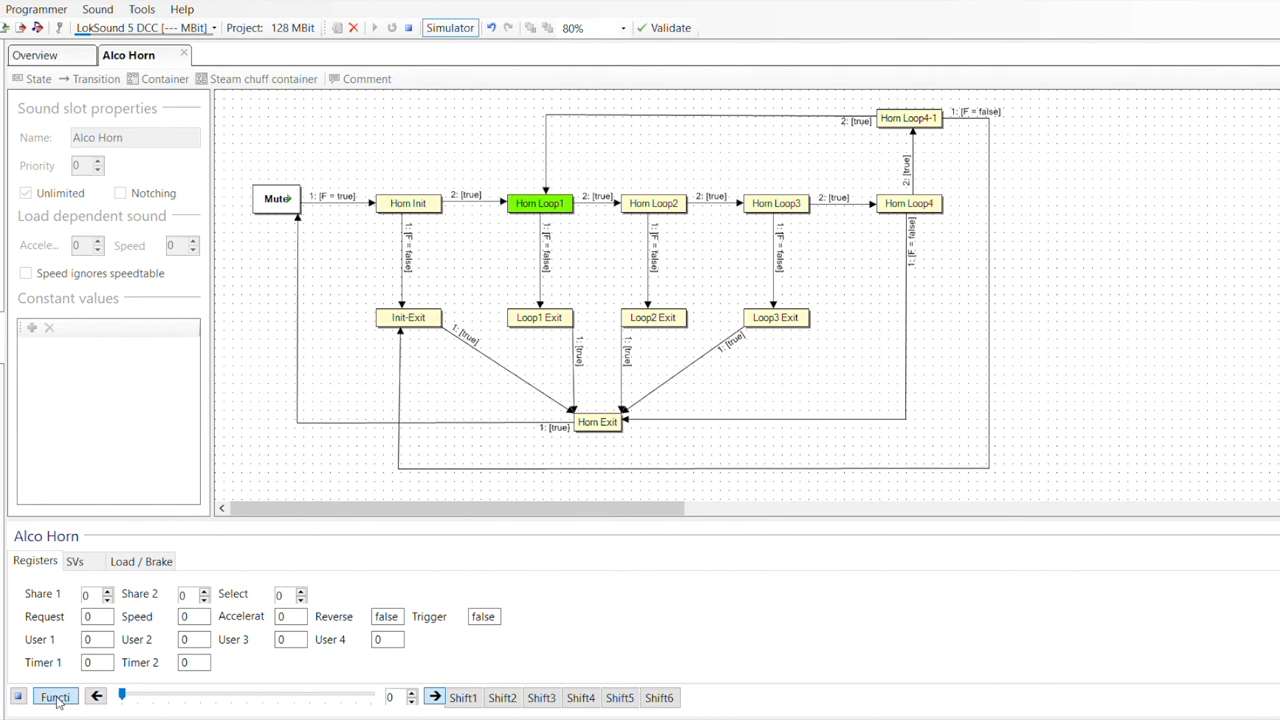 Programmer Sound Tools Help
LokSound 5 DCC [--- MBit] Project: 128 MBit Simulator 80% Validate
Overview Alco Horn
State Transition Container Steam chuff container Comment
Sound slot properties
Name: Alco Horn
Priority 0
Unlimited Notching
Load dependent sound
Accele... 0 Speed 0
Speed ignores speedtable
Constant values
Horn Loop4-1
1: [F = false]
2: [true]
2: [true]
Mute
1: [F = true]
Horn Init
2: [true]
Horn Loop1
2: [true]
Horn Loop2
2: [true]
Horn Loop3
2: [true]
Horn Loop4
1: [F = false]
1: [F = false]
1: [F = false]
1: [F = false]
1: [F = false]
Init-Exit
Loop1 Exit
Loop2 Exit
Loop3 Exit
1: [true]
1: [true]
1: [true]
1: [true]
Horn Exit
1: [true]
Alco Horn
Registers SVs Load / Brake
Share 1 0 Share 2 0 Select 0
Request 0 Speed 0 Accelerat 0 Reverse false Trigger false
User 1 0 User 2 0 User 3 0 User 4 0
Timer 1 0 Timer 2 0
Functi 0 Shift1 Shift2 Shift3 Shift4 Shift5 Shift6